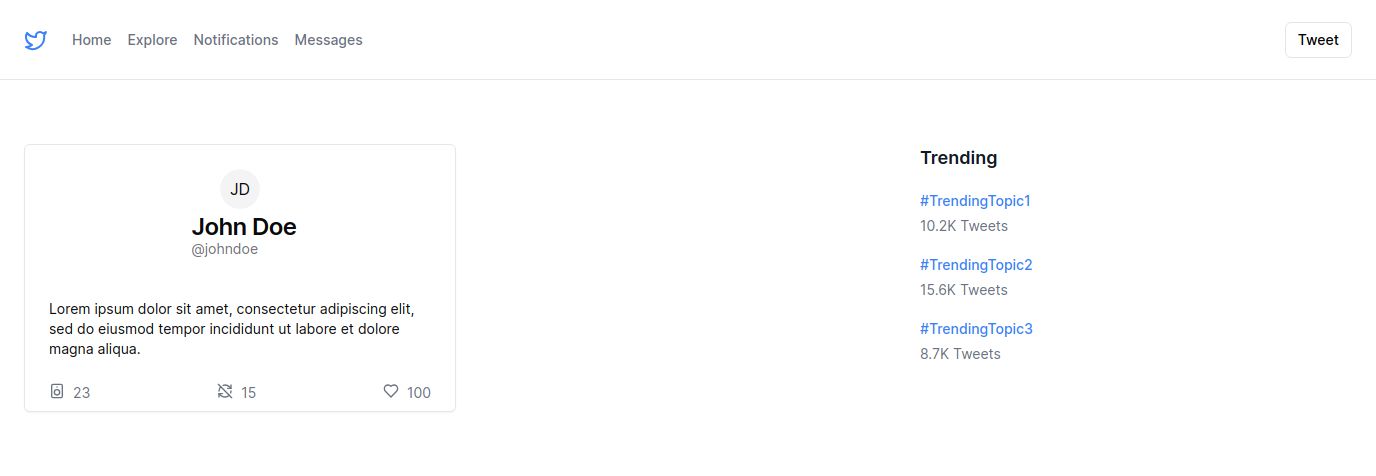 Home Explore Notifications Messages Tweet
JD
John Doe
@johndoe
Lorem ipsum dolor sit amet, consectetur adipiscing elit,
sed do eiusmod tempor incididunt ut labore et dolore
magna aliqua.
23 15 100
Trending
#TrendingTopic1
10.2K Tweets
#TrendingTopic2
15.6K Tweets
#TrendingTopic3
8.7K Tweets